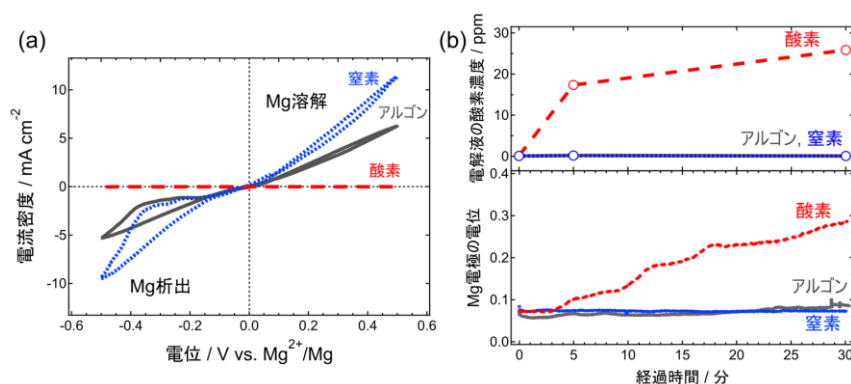 (a)
電流密度 / mA cm-2
10
5
0
-5
-10
窒素
Mg溶解
アルゴン
酸素
Mg析出
-0.6
-0.4
-0.2
0.0
0.2
0.4
0.6
電位 / V vs. Mg2+/Mg
(b)
電解液の酸素濃度 / ppm
30
20
10
0
酸素
アルゴン, 窒素
Mg電極の電位
0.4
0.3
0.2
0.1
0.0
酸素
アルゴン
窒素
0
5
10
15
20
25
30
経過時間 / 分